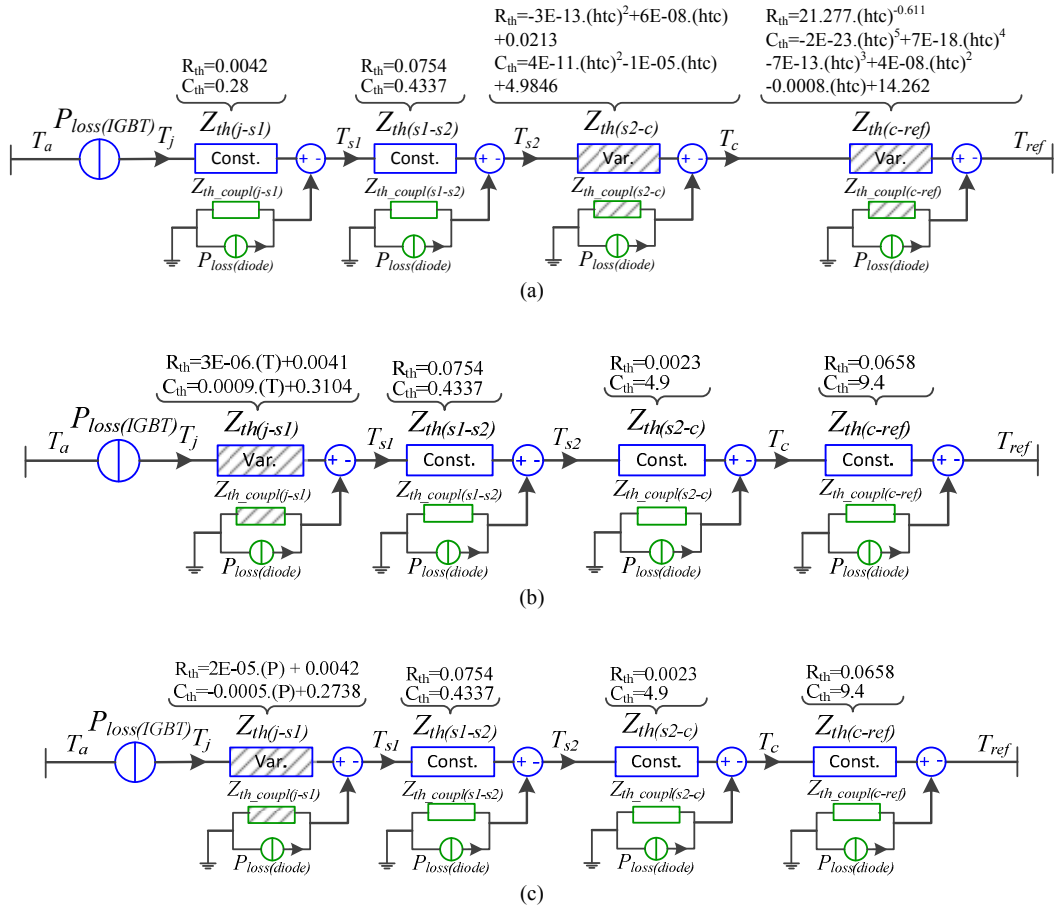 R_th=0.0042
C_th=0.28
R_th=0.0754
C_th=0.4337
R_th=-3E-13.(htc)^2+6E-08.(htc)
+0.0213
C_th=4E-11.(htc)^2-1E-05.(htc)
+4.9846
R_th=21.277.(htc)^-0.611
C_th=-2E-23.(htc)^5+7E-18.(htc)^4
-7E-13.(htc)^3+4E-08.(htc)^2
-0.0008.(htc)+14.262
T_a P_loss(IGBT) T_j Z_th(j-s1) T_s1 Z_th(s1-s2) T_s2 Z_th(s2-c) T_c Z_th(c-ref) T_ref
Const. + - Const. + - Var. + - Var. + -
Z_th_coupl(j-s1) Z_th_coupl(s1-s2) Z_th_coupl(s2-c) Z_th_coupl(c-ref)
P_loss(diode) P_loss(diode) P_loss(diode) P_loss(diode)
(a)
R_th=3E-06.(T)+0.0041
C_th=0.0009.(T)+0.3104
R_th=0.0754
C_th=0.4337
R_th=0.0023
C_th=4.9
R_th=0.0658
C_th=9.4
T_a P_loss(IGBT) T_j Z_th(j-s1) T_s1 Z_th(s1-s2) T_s2 Z_th(s2-c) T_c Z_th(c-ref) T_ref
Var. + - Const. + - Const. + - Const. + -
Z_th_coupl(j-s1) Z_th_coupl(s1-s2) Z_th_coupl(s2-c) Z_th_coupl(c-ref)
P_loss(diode) P_loss(diode) P_loss(diode) P_loss(diode)
(b)
R_th=2E-05.(P) + 0.0042
C_th=-0.0005.(P)+0.2738
R_th=0.0754
C_th=0.4337
R_th=0.0023
C_th=4.9
R_th=0.0658
C_th=9.4
T_a P_loss(IGBT) T_j Z_th(j-s1) T_s1 Z_th(s1-s2) T_s2 Z_th(s2-c) T_c Z_th(c-ref) T_ref
Var. + - Const. + - Const. + - Const. + -
Z_th_coupl(j-s1) Z_th_coupl(s1-s2) Z_th_coupl(s2-c) Z_th_coupl(c-ref)
P_loss(diode) P_loss(diode) P_loss(diode) P_loss(diode)
(c)